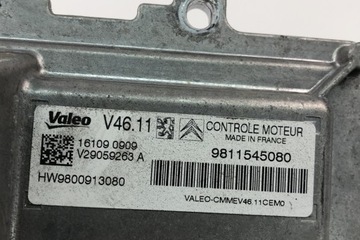 Valeo V46.11 CONTROLE MOTEUR
MADE IN FRANCE
16109 0909
V29059263 A
9811545080
HW9800913080
VALEO-CMMEV46.11CEM0